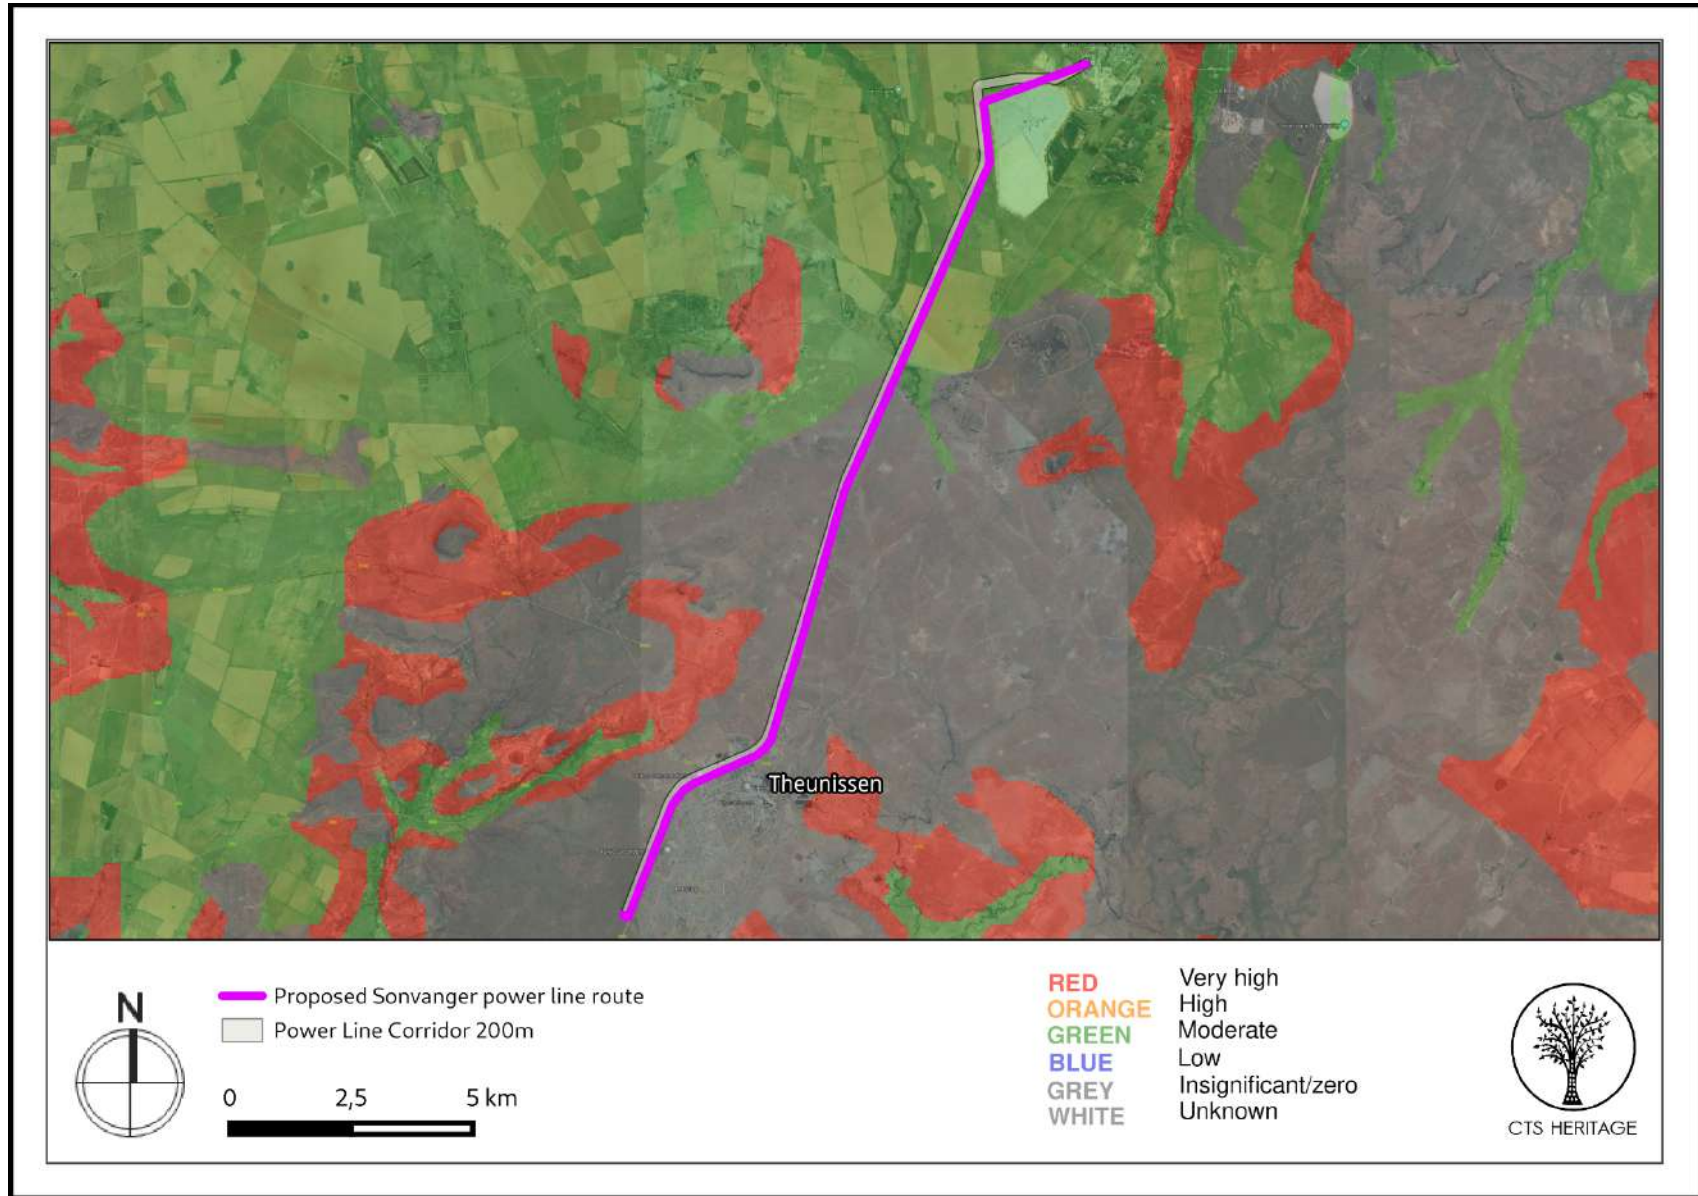 Theunissen
N
Proposed Sonvanger power line route
Power Line Corridor 200m
0 2,5 5 km
RED Very high
ORANGE High
GREEN Moderate
BLUE Low
GREY Insignificant/zero
WHITE Unknown
CTS HERITAGE